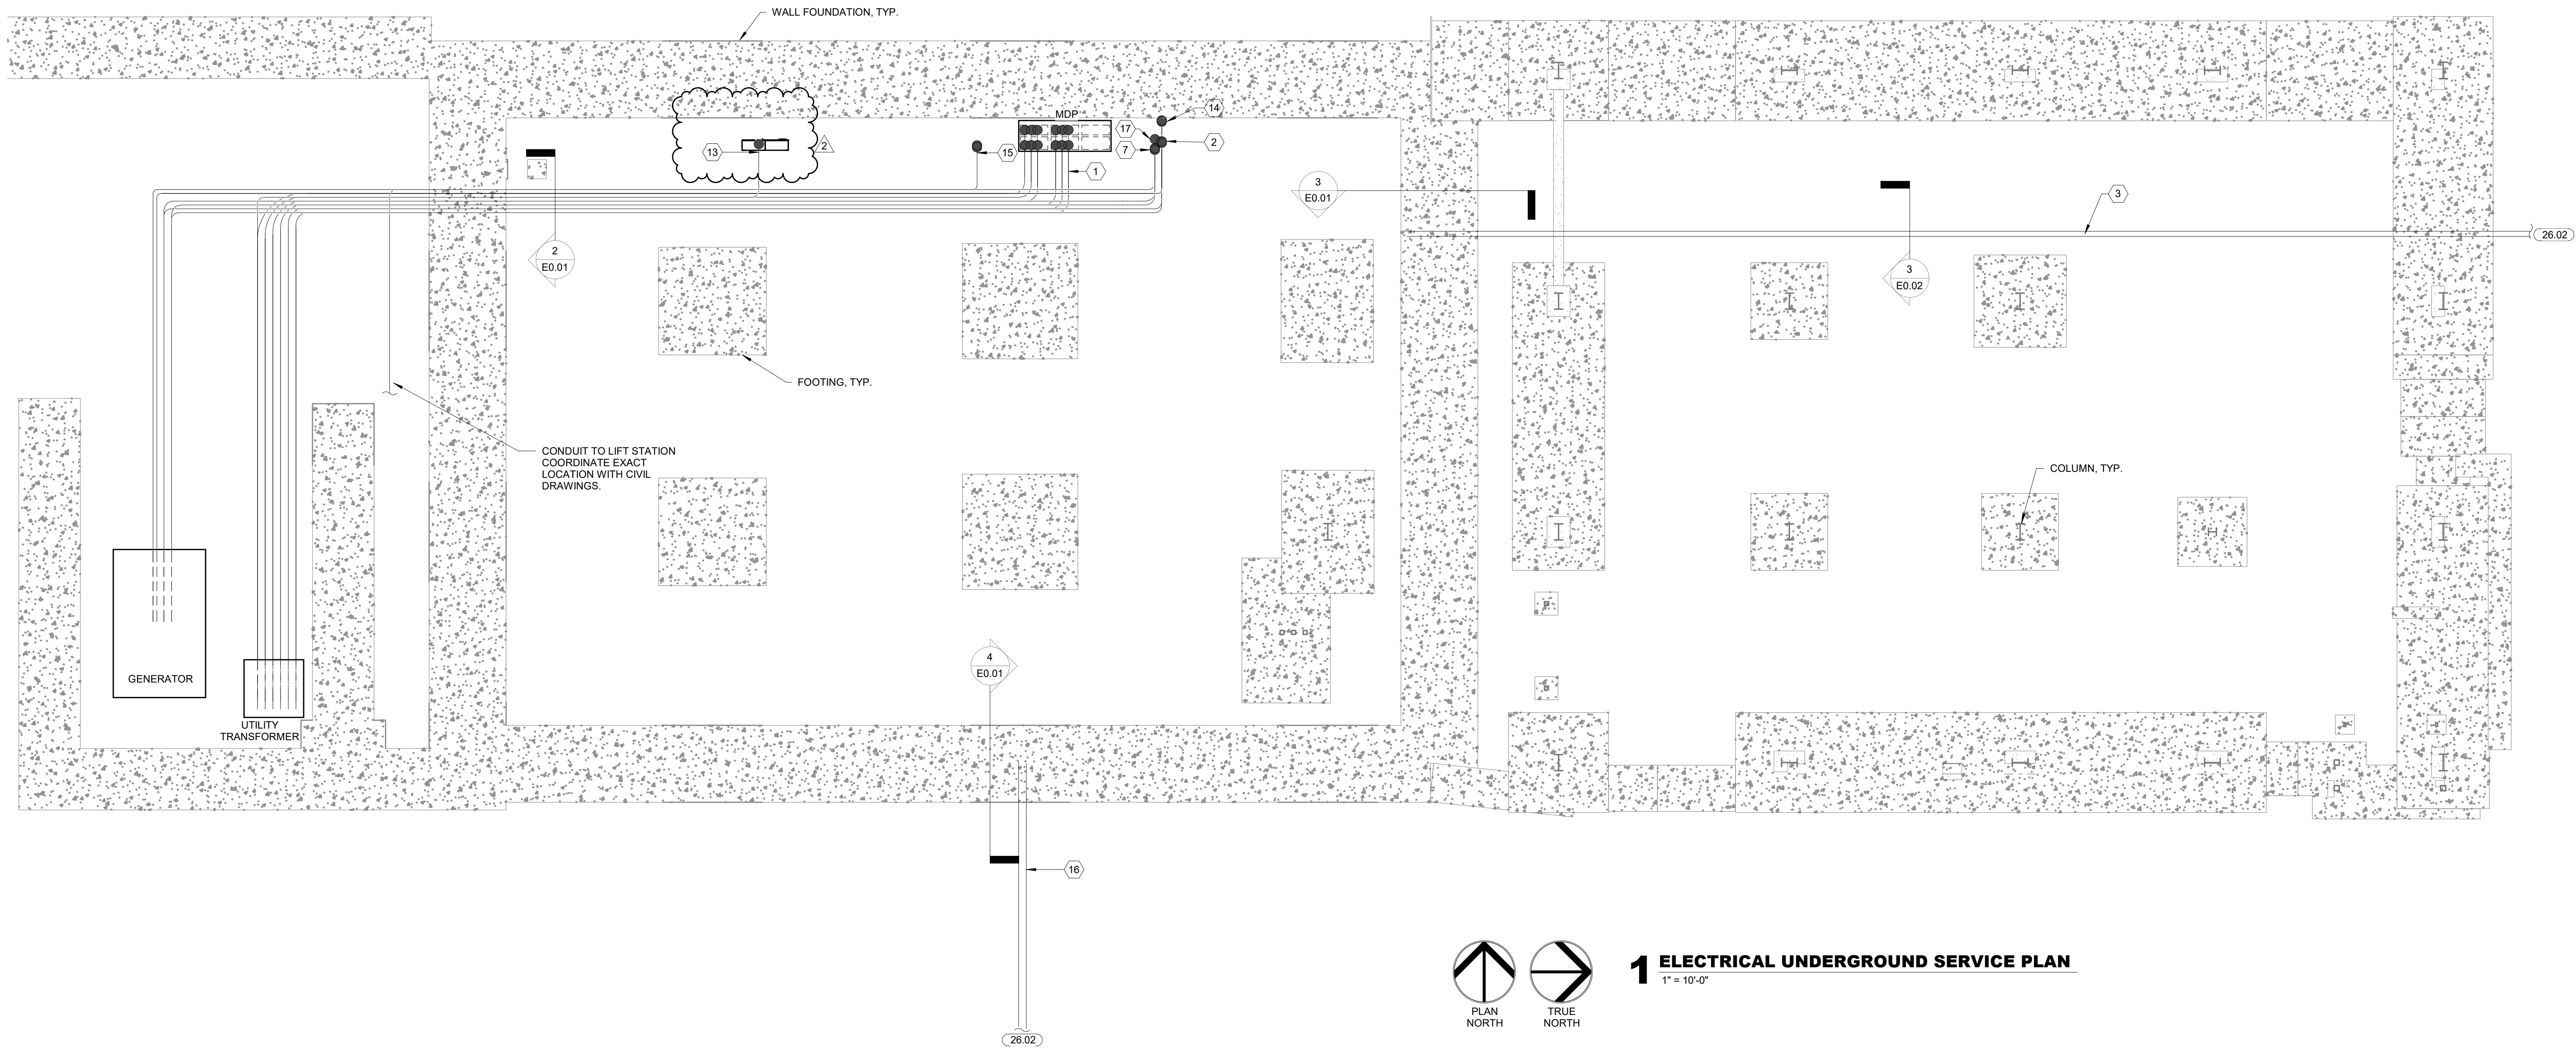 WALL FOUNDATION, TYP.
14
MDP
17
2
2
13
15
7
1
3
E0.01
3
26.02
2
E0.01
3
E0.02
FOOTING, TYP.
CONDUIT TO LIFT STATION
COORDINATE EXACT
LOCATION WITH CIVIL
DRAWINGS.
COLUMN, TYP.
4
E0.01
GENERATOR
UTILITY
TRANSFORMER
16
1 ELECTRICAL UNDERGROUND SERVICE PLAN
1" = 10'-0"
PLAN
NORTH
TRUE
NORTH
26.02